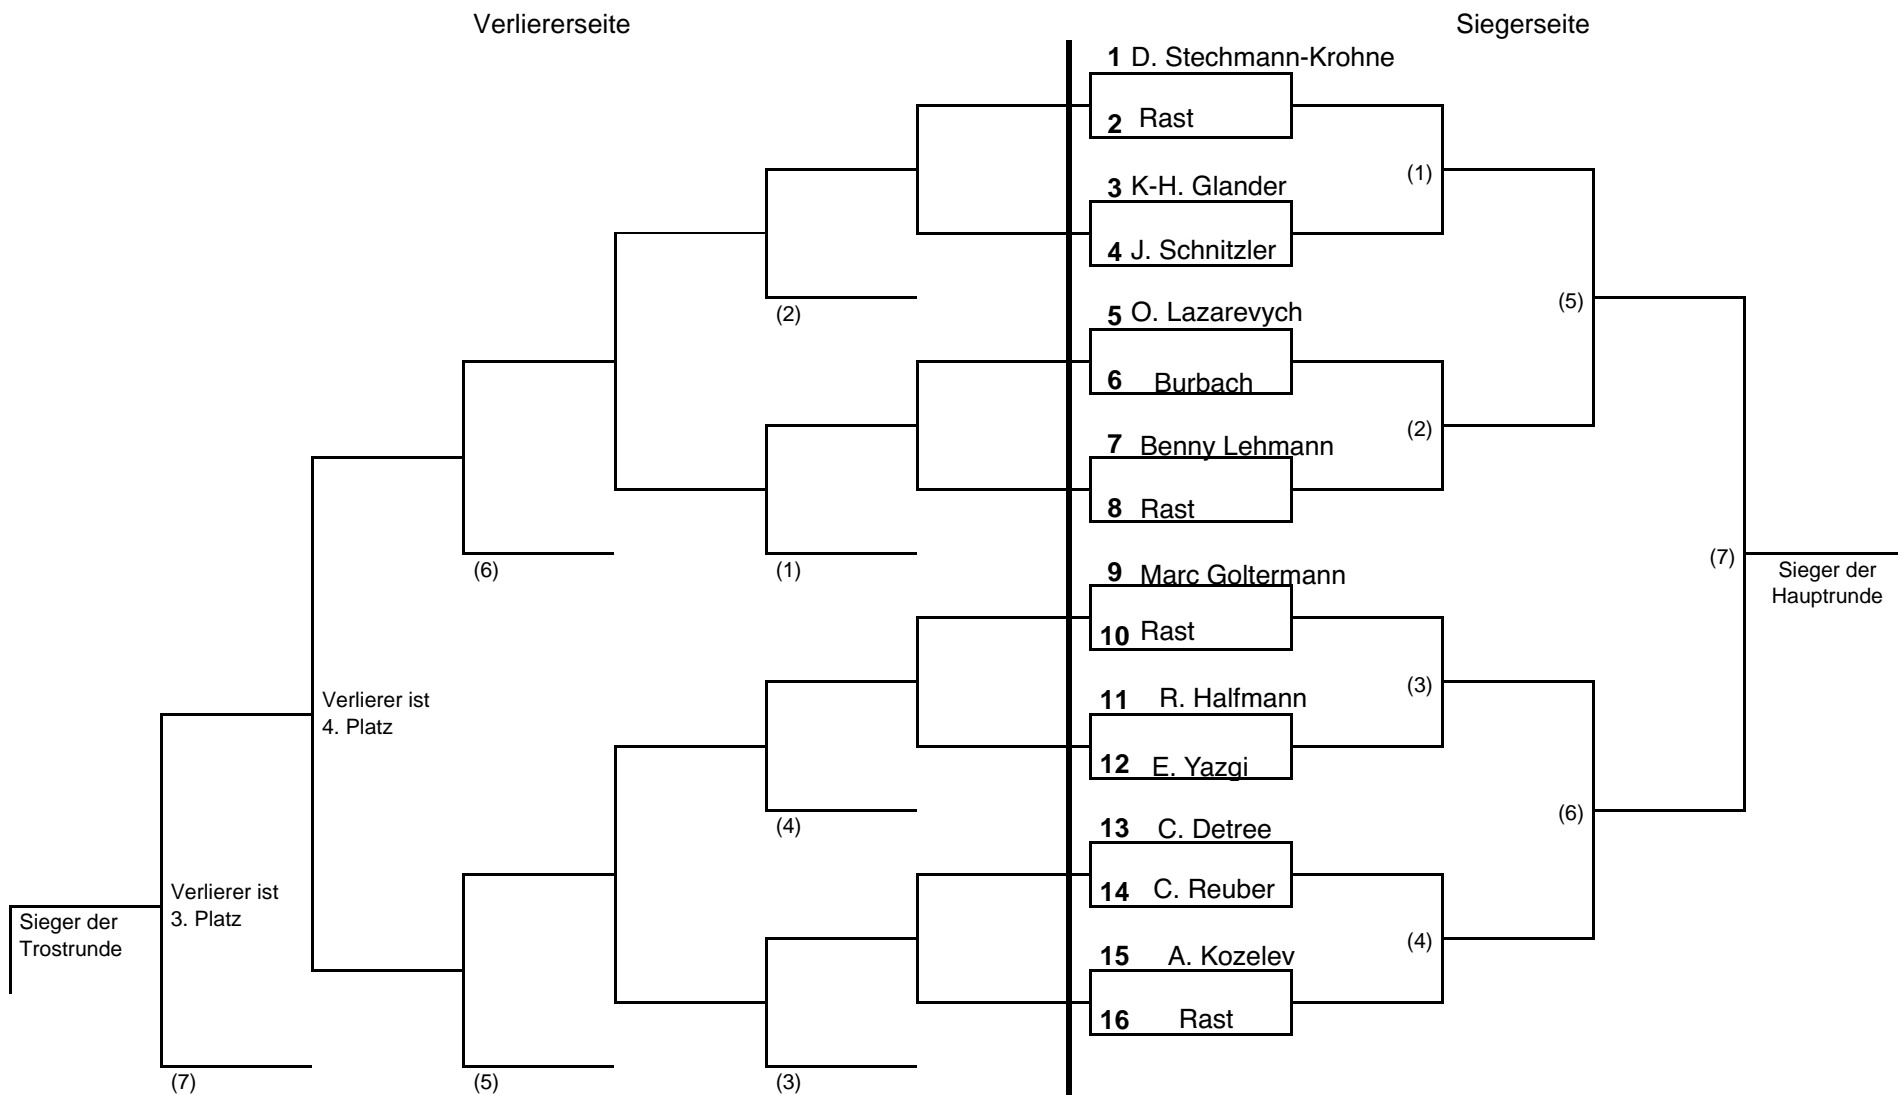 Verliererseite
Siegerseite
1 D. Stechmann-Krohne
2 Rast
(1)
3 K-H. Glander
4 J. Schnitzler
(2)
(5)
5 O. Lazarevych
6 Burbach
(2)
7 Benny Lehmann
8 Rast
(6)
(1)
(7)
9 Marc Goltermann
Sieger der
Hauptrunde
10 Rast
(3)
11 R. Halfmann
Verlierer ist
4. Platz
12 E. Yazgi
(4)
(6)
13 C. Detree
14 C. Reuber
Verlierer ist
3. Platz
Sieger der
Trostrunde
(4)
15 A. Kozelev
16 Rast
(7)
(5)
(3)